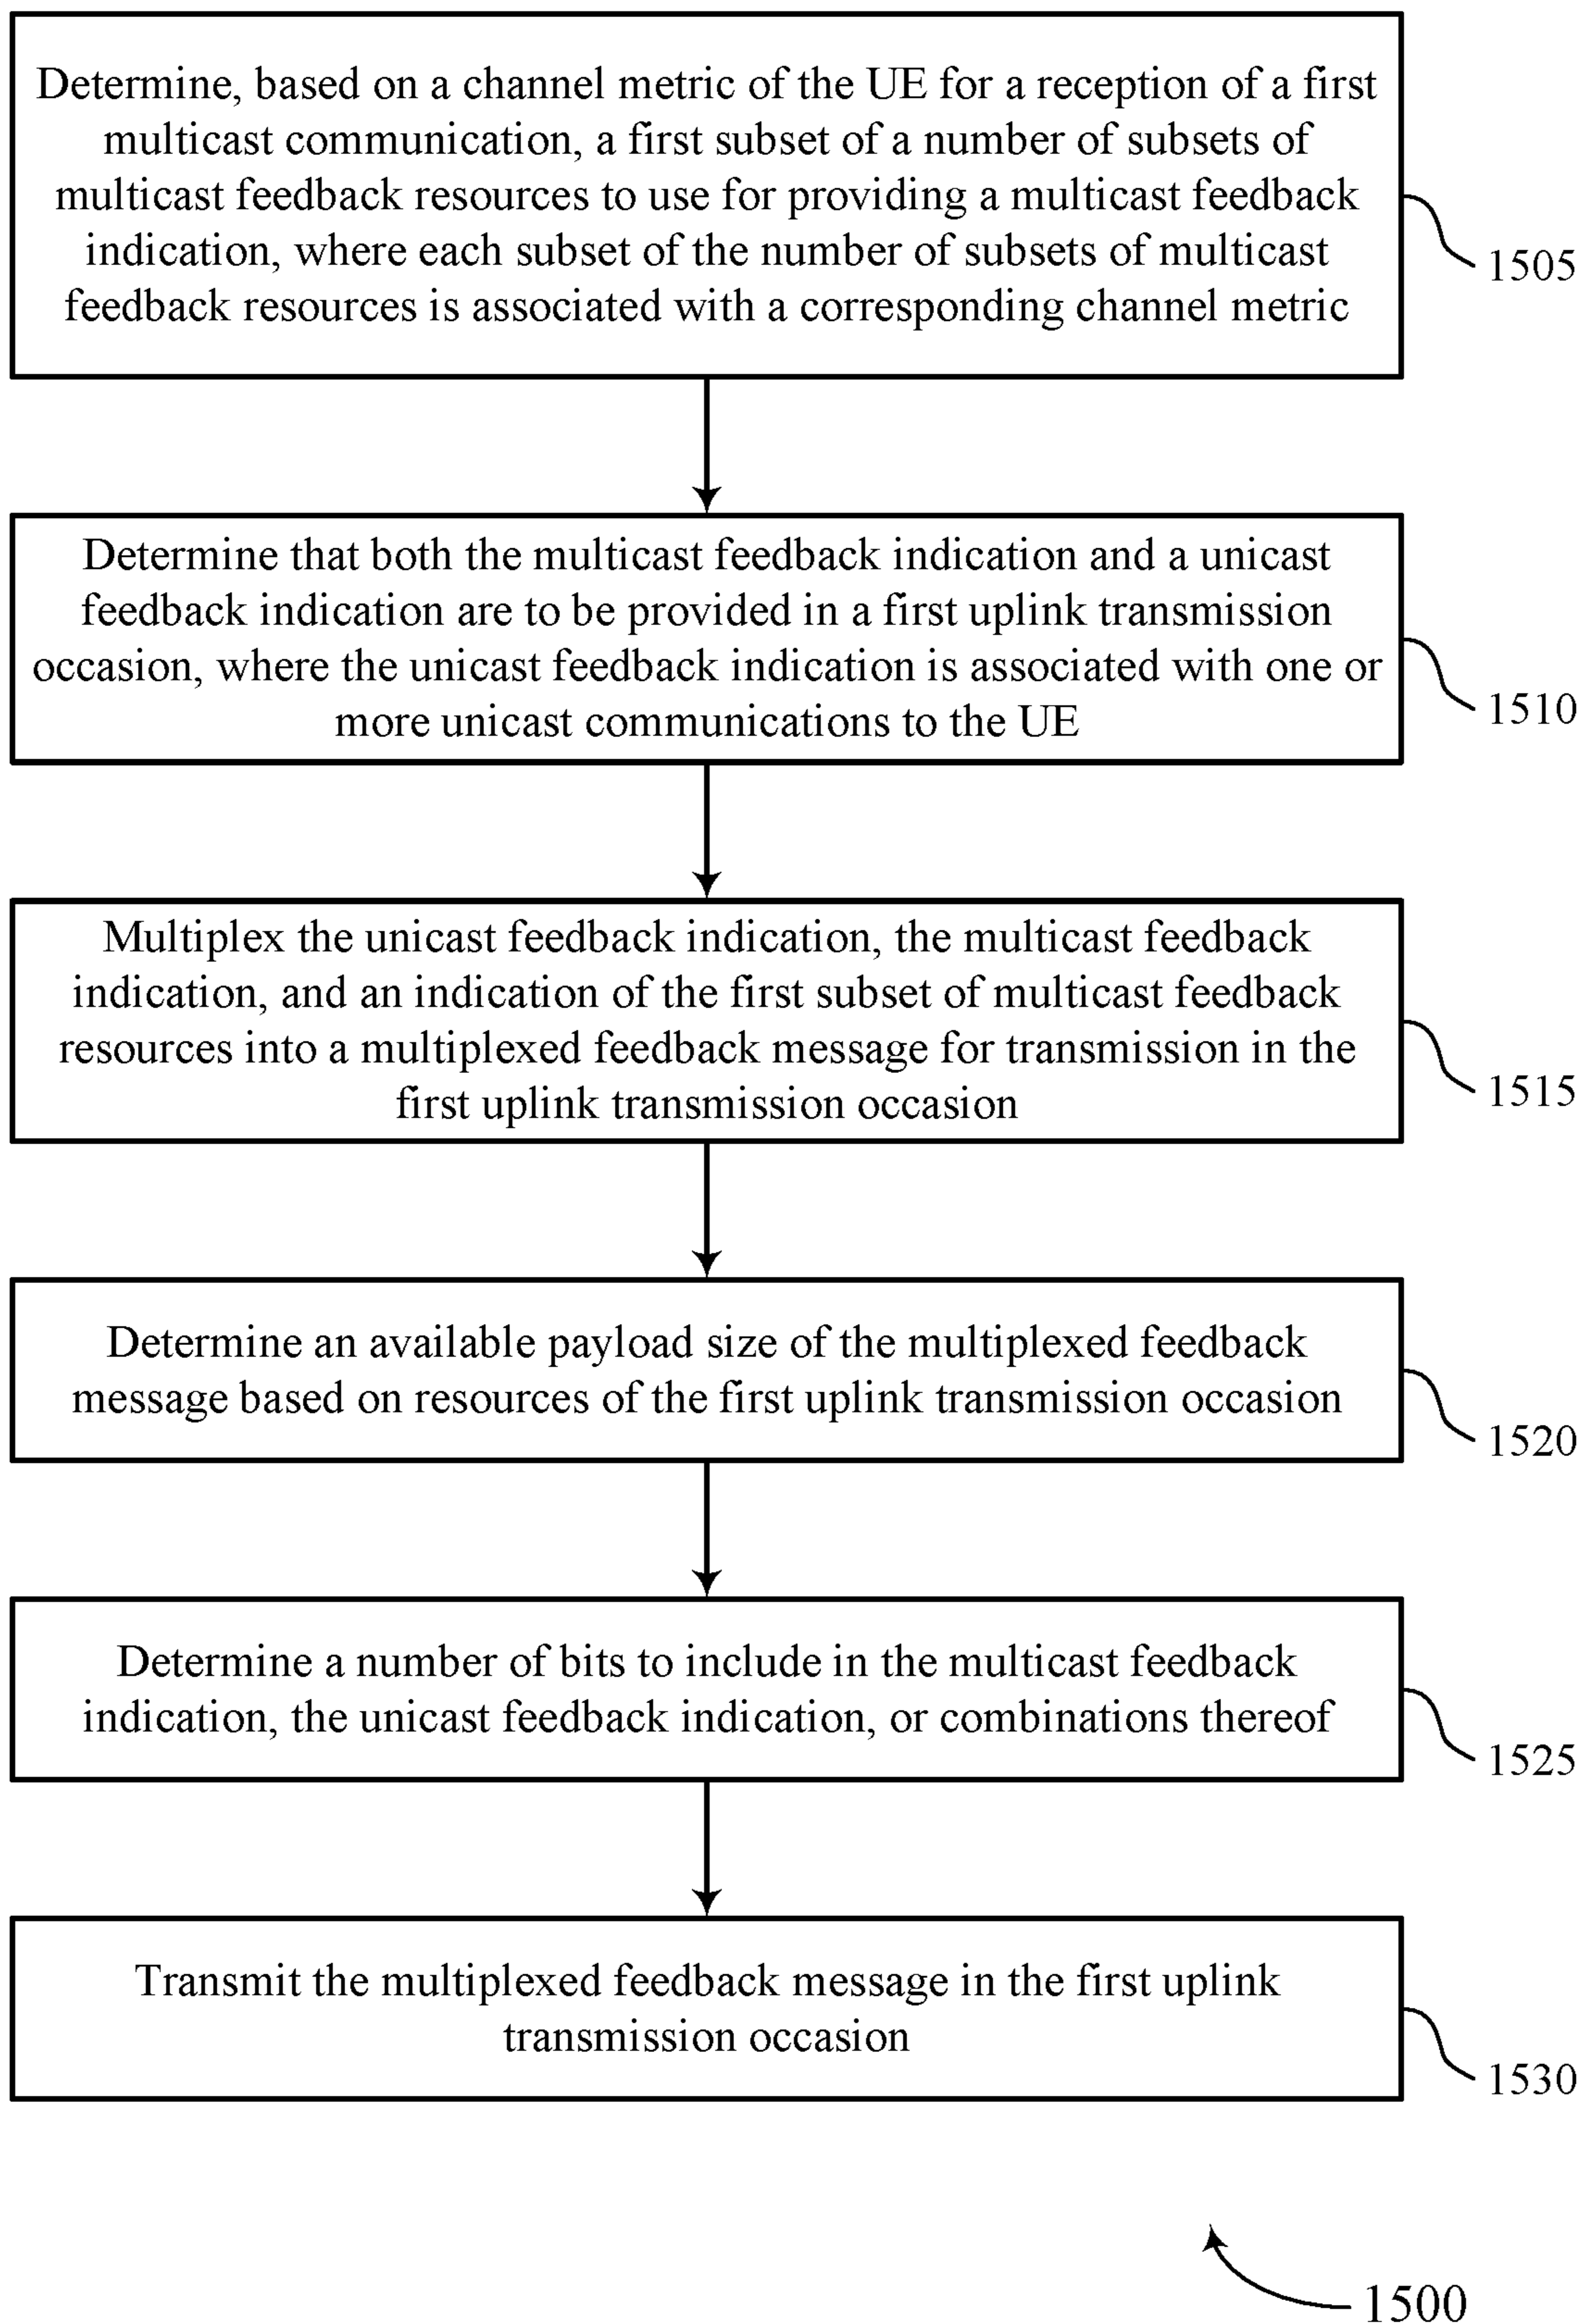 Determine, based on a channel metric of the UE for a reception of a first
multicast communication, a first subset of a number of subsets of
multicast feedback resources to use for providing a multicast feedback
indication, where each subset of the number of subsets of multicast
feedback resources is associated with a corresponding channel metric
1505
Determine that both the multicast feedback indication and a unicast
feedback indication are to be provided in a first uplink transmission
occasion, where the unicast feedback indication is associated with one or
more unicast communications to the UE
1510
Multiplex the unicast feedback indication, the multicast feedback
indication, and an indication of the first subset of multicast feedback
resources into a multiplexed feedback message for transmission in the
first uplink transmission occasion
1515
Determine an available payload size of the multiplexed feedback
message based on resources of the first uplink transmission occasion
1520
Determine a number of bits to include in the multicast feedback
indication, the unicast feedback indication, or combinations thereof
1525
Transmit the multiplexed feedback message in the first uplink
transmission occasion
1530
1500